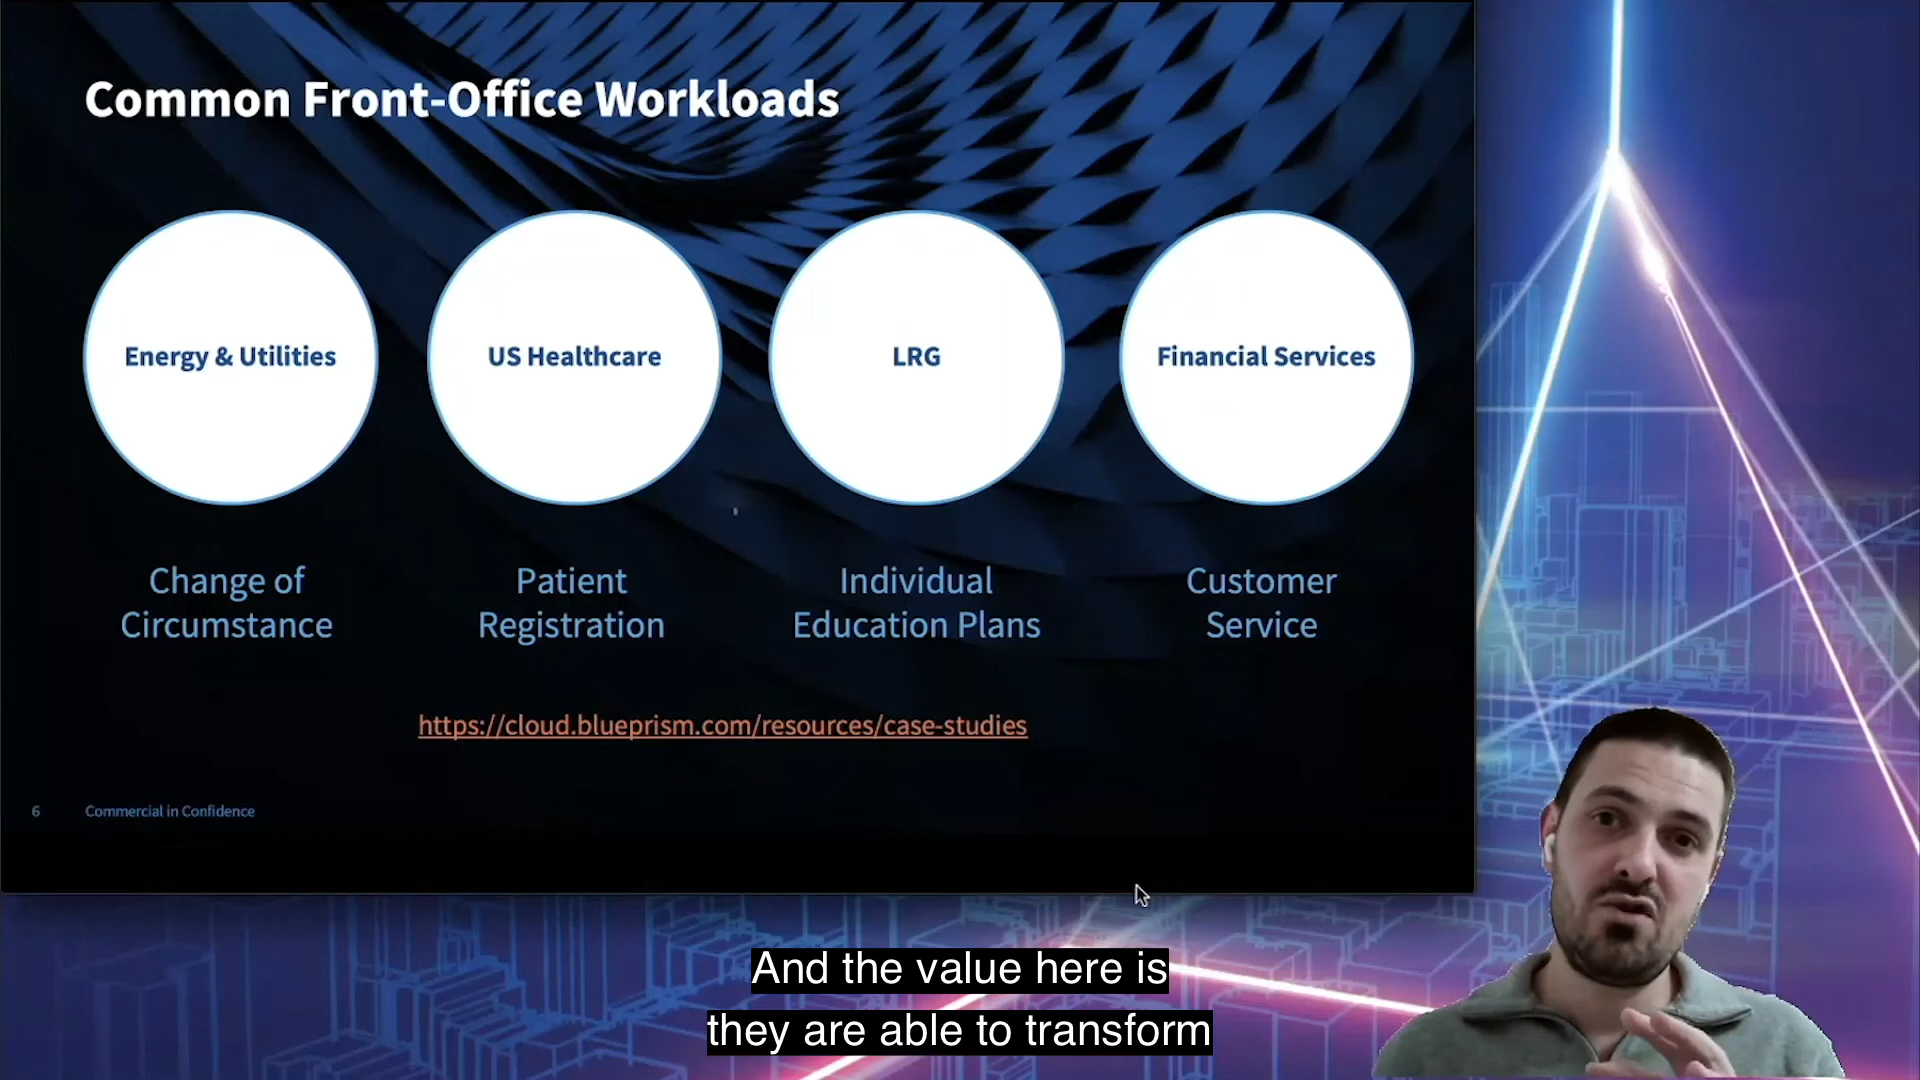 Common Front-Office Workloads
Energy & Utilities
US Healthcare
LRG
Financial Services
Change of
Circumstance
Patient
Registration
Individual
Education Plans
Customer
Service
https://cloud.blueprism.com/resources/case-studies
6
Commercial in Confidence
And the value here is
they are able to transform